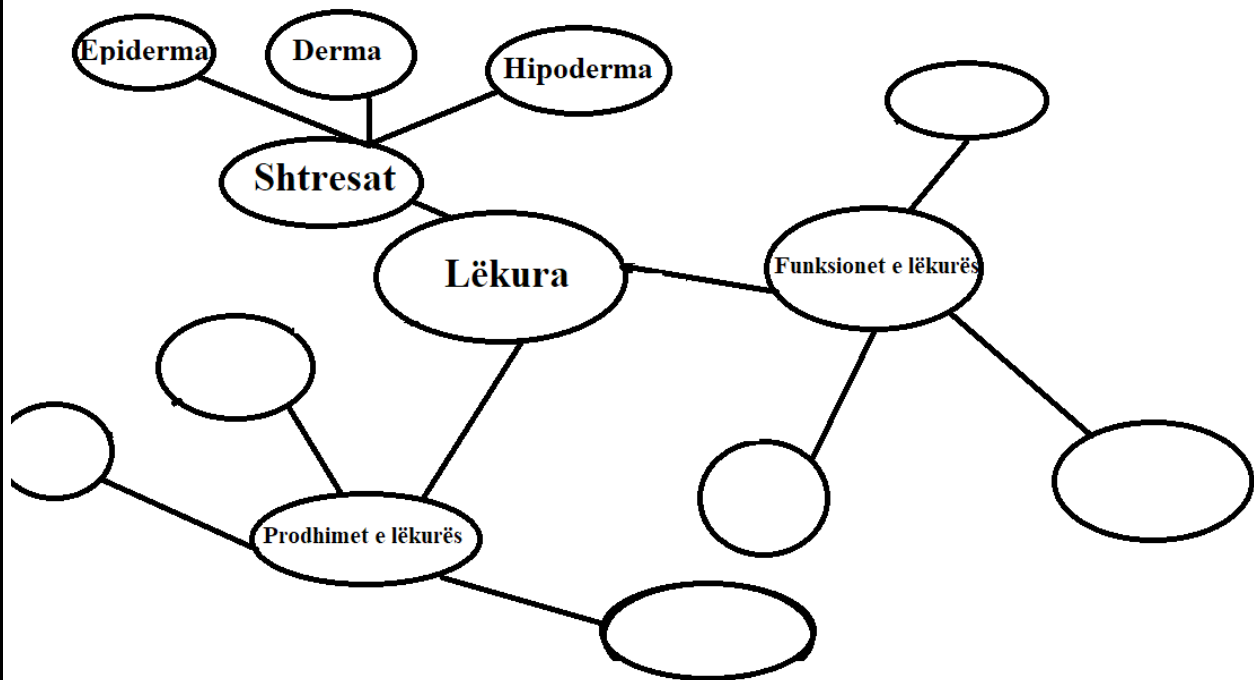 Epiderma
Derma
Hipoderma
Shtresat
Lëkura
Funksionet e lëkurës
Prodhimet e lëkurës